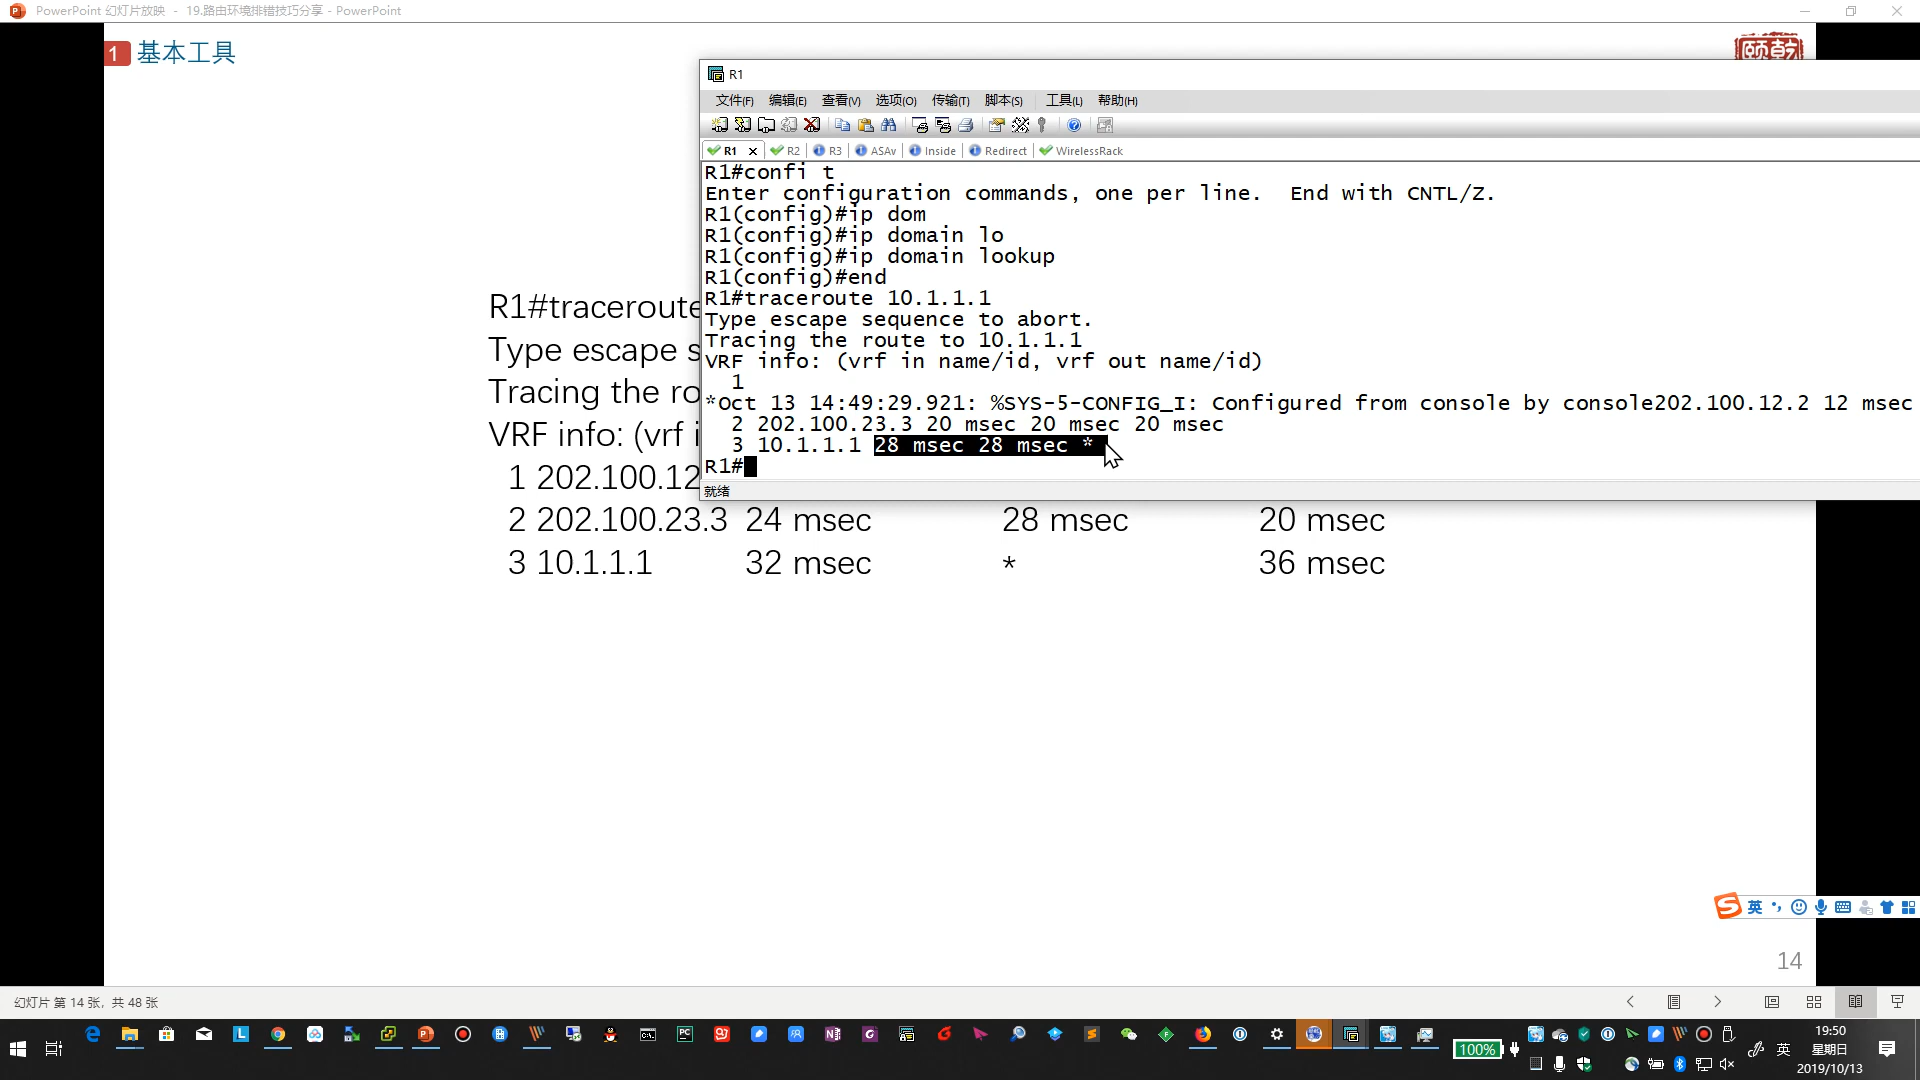 PowerPoint 幻灯片放映 - 19.路由环境排错技巧分享 - PowerPoint
1 基本工具
颐乾
R1
文件(F) 编辑(E) 查看(V) 选项(O) 传输(T) 脚本(S) 工具(L) 帮助(H)
R1 R2 R3 ASAv Inside Redirect WirelessRack
R1#confi t
Enter configuration commands, one per line.  End with CNTL/Z.
R1(config)#ip dom
R1(config)#ip domain lo
R1(config)#ip domain lookup
R1(config)#end
R1#traceroute 10.1.1.1
Type escape sequence to abort.
Tracing the route to 10.1.1.1
VRF info: (vrf in name/id, vrf out name/id)
1
*Oct 13 14:49:29.921: %SYS-5-CONFIG_I: Configured from console by console202.100.12.2 12 msec
2 202.100.23.3 20 msec 20 msec 20 msec
3 10.1.1.1 28 msec 28 msec *
R1#
就绪
R1#traceroute
Type escape s
Tracing the ro
VRF info: (vrf i
1 202.100.12
2 202.100.23.3 24 msec 28 msec 20 msec
3 10.1.1.1 32 msec * 36 msec
英
14
幻灯片 第 14 张，共 48 张
100%
英
19:50
星期日
2019/10/13